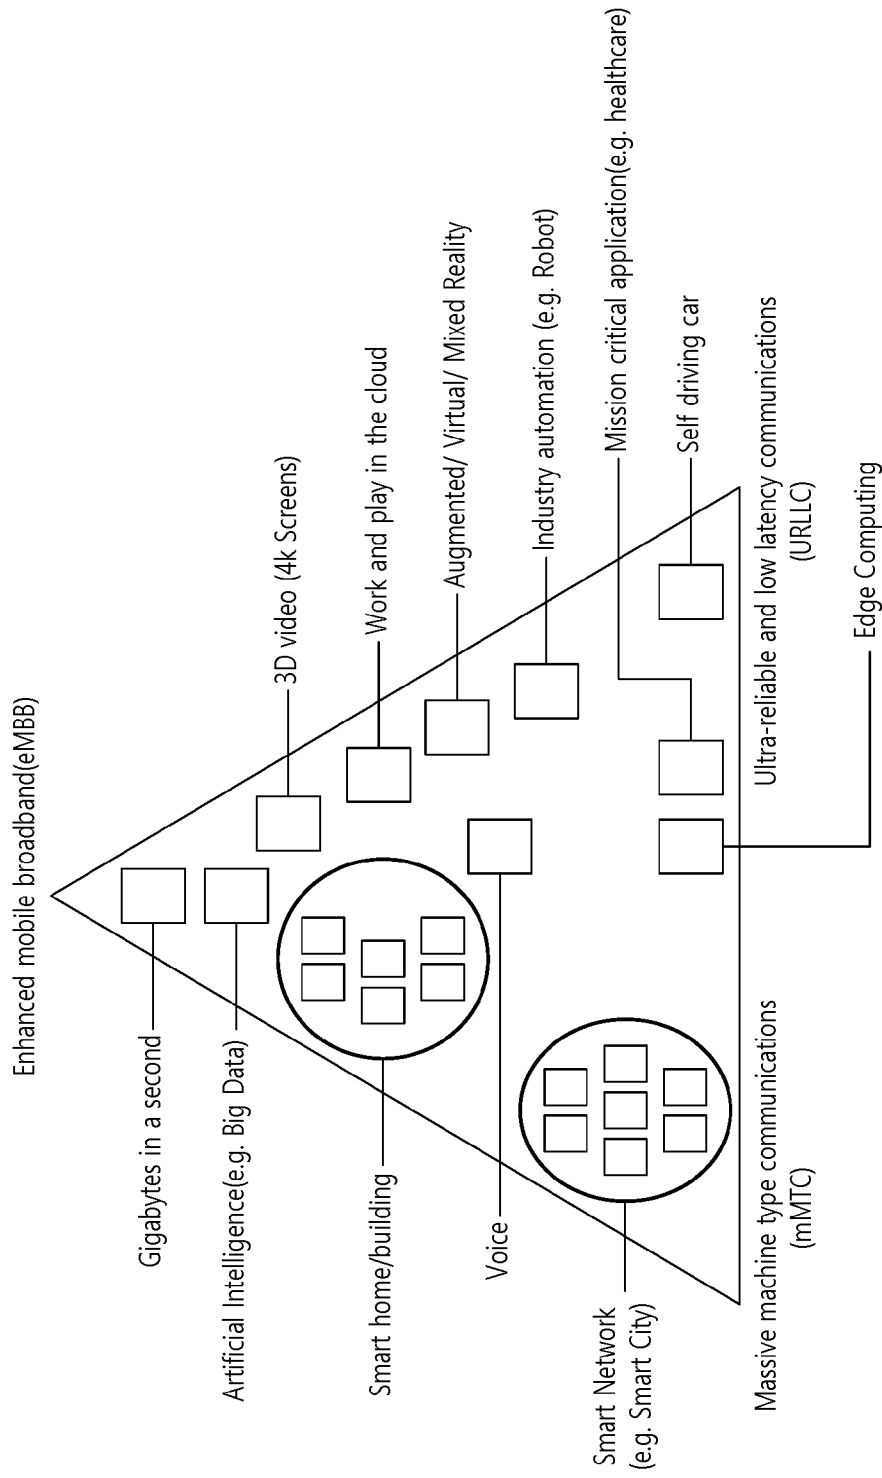 Enhanced mobile broadband(eMBB)
Gigabytes in a second
Artificial Intelligence(e.g. Big Data)
3D video (4k Screens)
Smart home/building
Work and play in the cloud
Augmented/ Virtual/ Mixed Reality
Voice
Industry automation (e.g. Robot)
Smart Network
(e.g. Smart City)
Mission critical application(e.g. healthcare)
Self driving car
Massive machine type communications
(mMTC)
Ultra-reliable and low latency communications
(URLLC)
Edge Computing